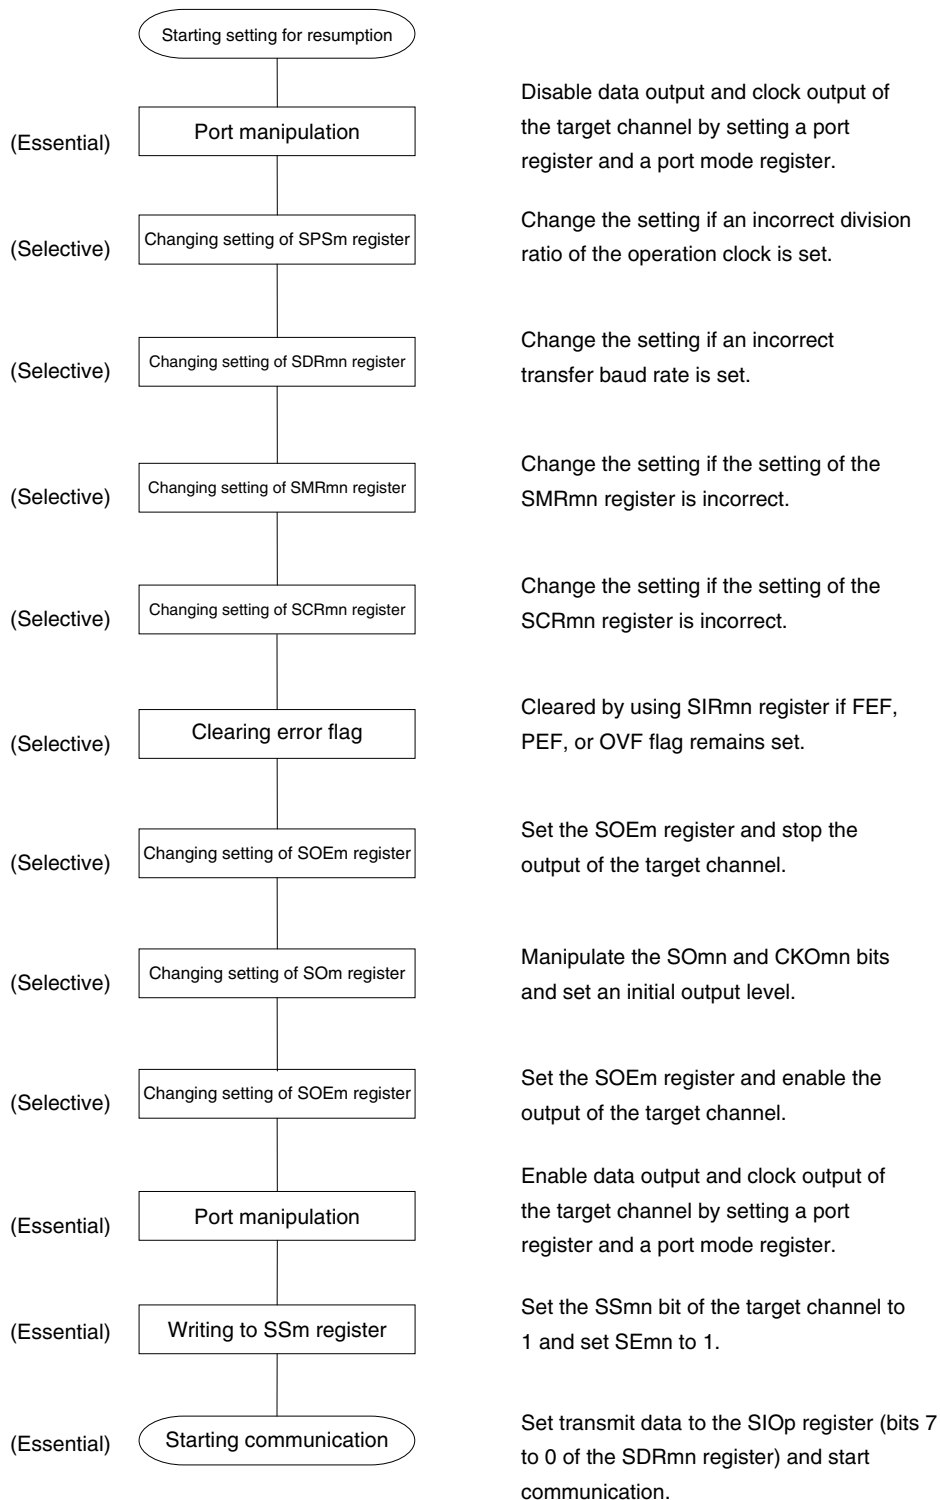 Starting setting for resumption
(Essential)
Port manipulation
Disable data output and clock output of
the target channel by setting a port
register and a port mode register.
(Selective)
Changing setting of SPSm register
Change the setting if an incorrect division
ratio of the operation clock is set.
(Selective)
Changing setting of SDRmn register
Change the setting if an incorrect
transfer baud rate is set.
(Selective)
Changing setting of SMRmn register
Change the setting if the setting of the
SMRmn register is incorrect.
(Selective)
Changing setting of SCRmn register
Change the setting if the setting of the
SCRmn register is incorrect.
(Selective)
Clearing error flag
Cleared by using SIRmn register if FEF,
PEF, or OVF flag remains set.
(Selective)
Changing setting of SOEm register
Set the SOEm register and stop the
output of the target channel.
(Selective)
Changing setting of SOm register
Manipulate the SOmn and CKOmn bits
and set an initial output level.
(Selective)
Changing setting of SOEm register
Set the SOEm register and enable the
output of the target channel.
(Essential)
Port manipulation
Enable data output and clock output of
the target channel by setting a port
register and a port mode register.
(Essential)
Writing to SSm register
Set the SSmn bit of the target channel to
1 and set SEmn to 1.
(Essential)
Starting communication
Set transmit data to the SIOp register (bits 7
to 0 of the SDRmn register) and start
communication.